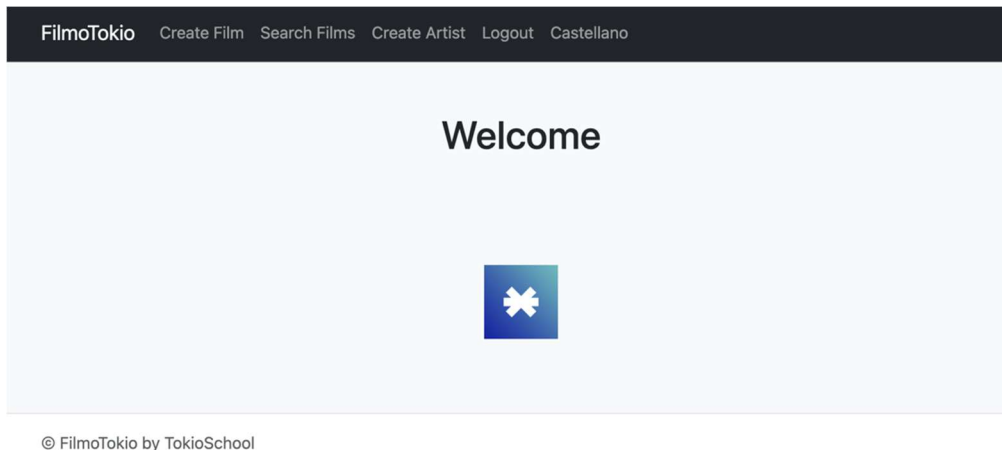 FilmoTokio Create Film Search Films Create Artist Logout Castellano
Welcome
© FilmoTokio by TokioSchool